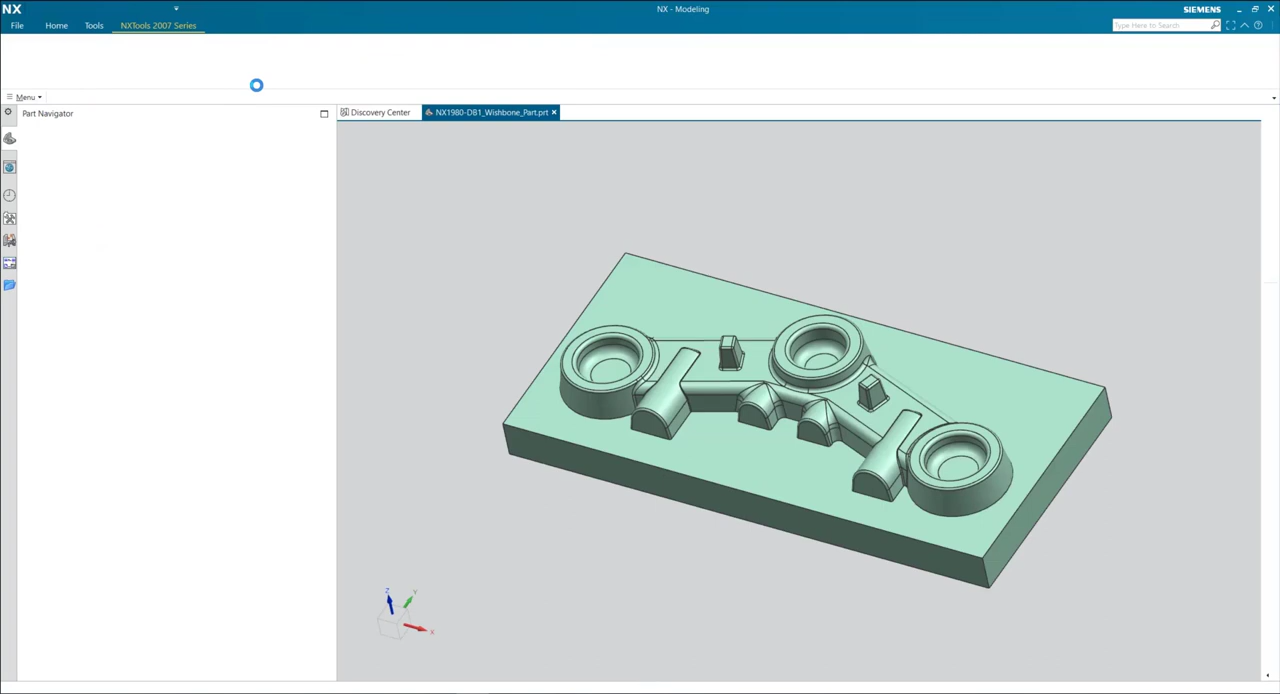 NX
NX - Modeling
SIEMENS
File
Home
Tools
NXTools 2007 Series
Type Here to Search
Menu
Part Navigator
Discovery Center
NX1980-DB1_Wishbone_Part.prt
Z
Y
X